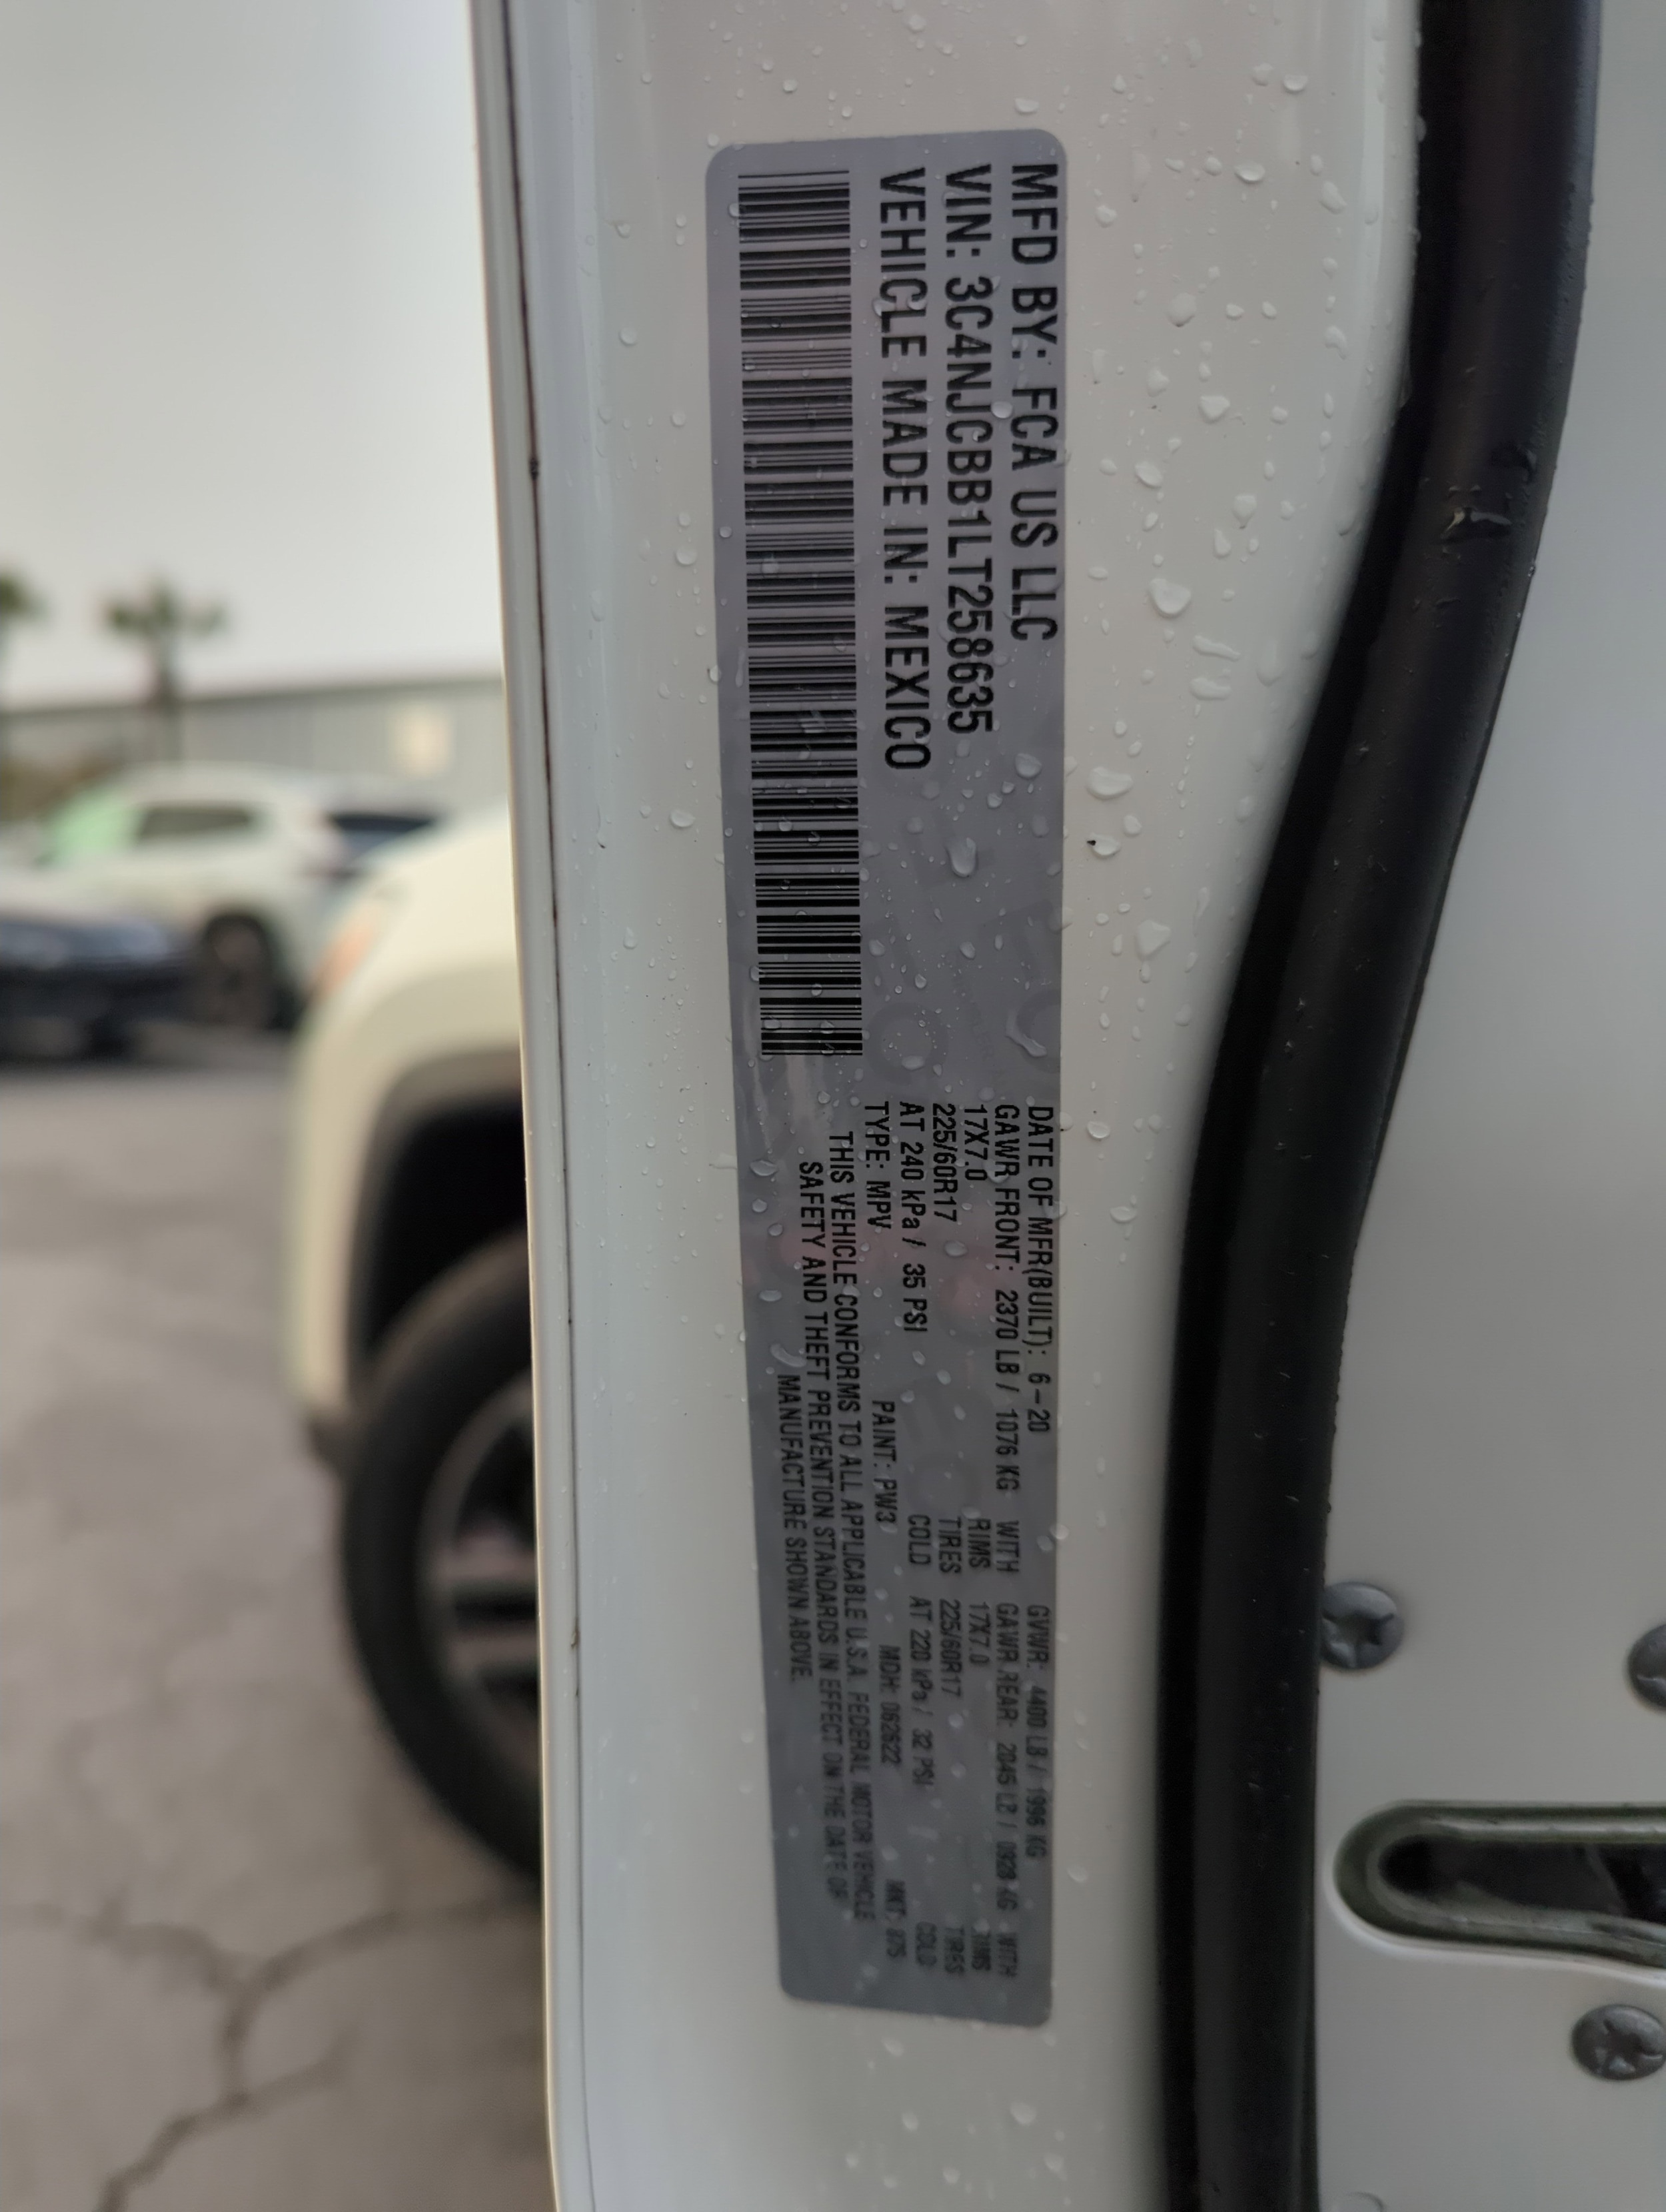 MFD BY: FCA US LLC
VIN: 3C4NJCBB1LT258635
VEHICLE MADE IN: MEXICO
DATE OF MFR(BUILT): 6-20 GVWR: 4400 LB / 1996 KG
GAWR FRONT: 2370 LB / 1076 KG WITH GAWR REAR: 2045 LB / 0928 KG WITH
17X7.0 RIMS 17X7.0 RIMS
225/60R17 TIRES 225/60R17 TIRES
AT 240 kPa / 35 PSI COLD AT 220 kPa / 32 PSI COLD
TYPE: MPV PAINT: PW3 MDH: 062622 MNT: 875
THIS VEHICLE CONFORMS TO ALL APPLICABLE U.S.A. FEDERAL MOTOR VEHICLE
SAFETY AND THEFT PREVENTION STANDARDS IN EFFECT ON THE DATE OF
MANUFACTURE SHOWN ABOVE.